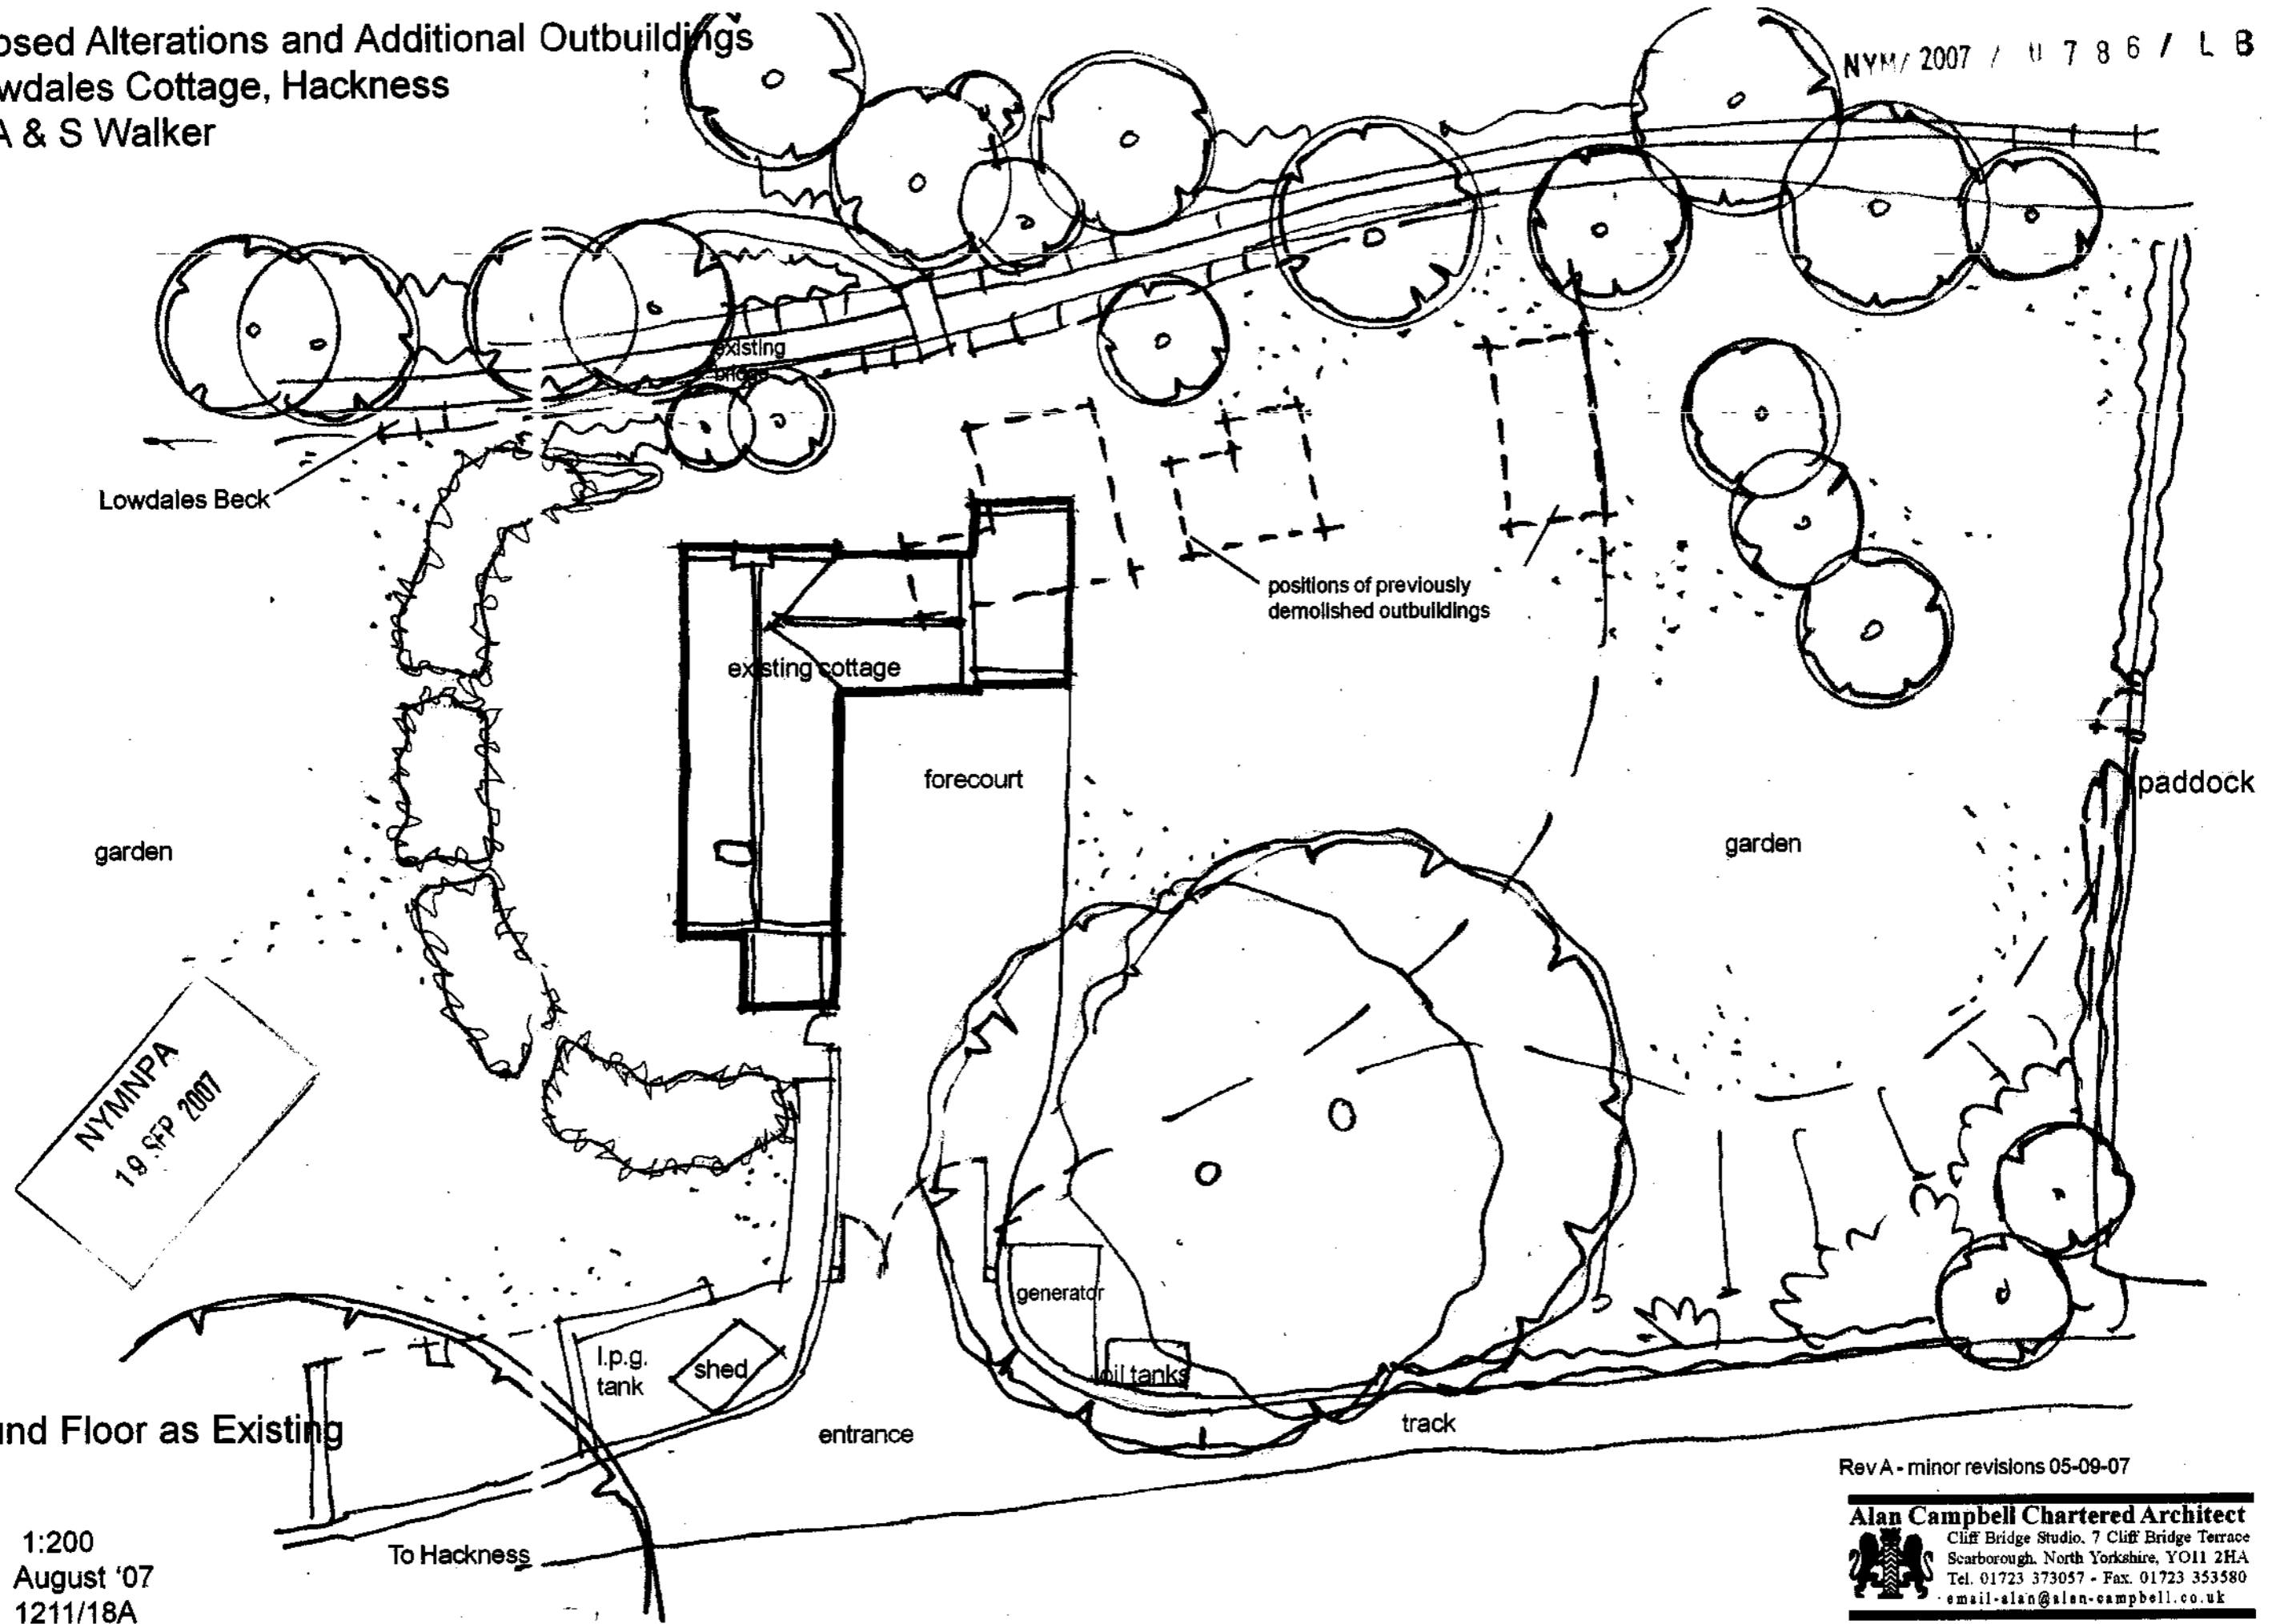 osed Alterations and Additional Outbuildings
wdales Cottage, Hackness
A & S Walker
NYM/ 2007 / 0 7 8 6 / L B
existing
bridge
Lowdales Beck
positions of previously
demolished outbuildings
existing cottage
forecourt
paddock
garden
garden
NYMNPA
19 SEP 2007
generator
l.p.g.
tank
shed
oil tanks
und Floor as Existing
entrance
track
To Hackness
1:200
August '07
1211/18A
Rev A - minor revisions 05-09-07
Alan Campbell Chartered Architect
Cliff Bridge Studio, 7 Cliff Bridge Terrace
Scarborough, North Yorkshire, YO11 2HA
Tel. 01723 373057 - Fax. 01723 353580
email-alan@alan-campbell.co.uk